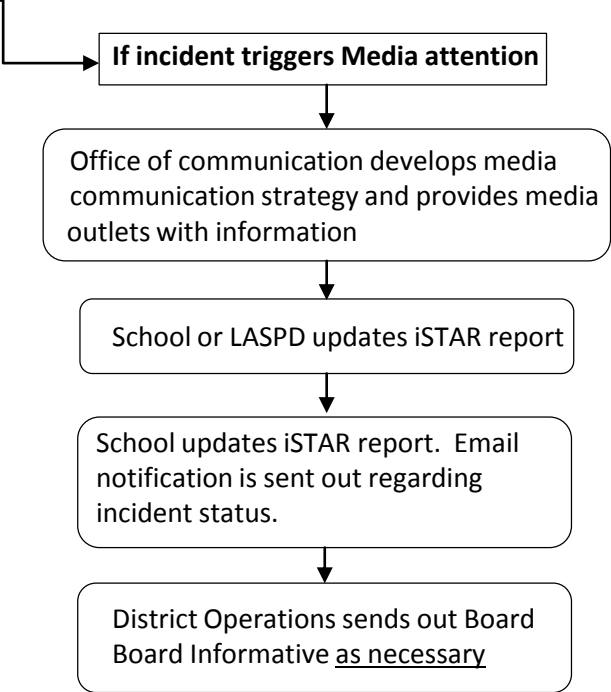 If incident triggers Media attention
Office of communication develops media
communication strategy and provides media
outlets with information
School or LASPD updates iSTAR report
School updates iSTAR report.  Email
notification is sent out regarding
incident status.
District Operations sends out Board
Board Informative as necessary